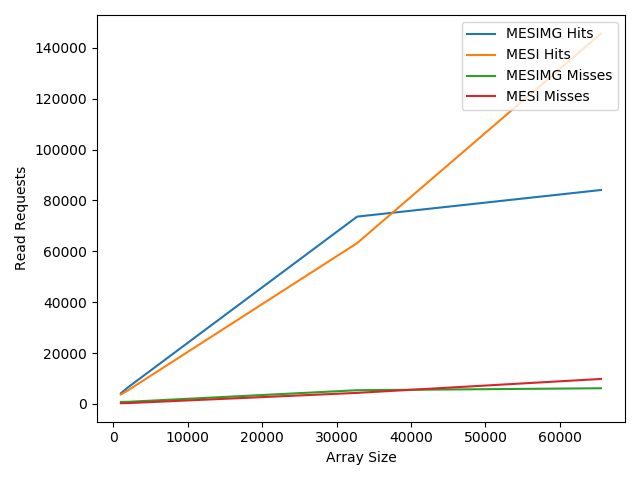 MESIMG Hits
MESI Hits
MESIMG Misses
MESI Misses
140000
120000
100000
80000
60000
40000
20000
0
Read Requests
0 10000 20000 30000 40000 50000 60000
Array Size